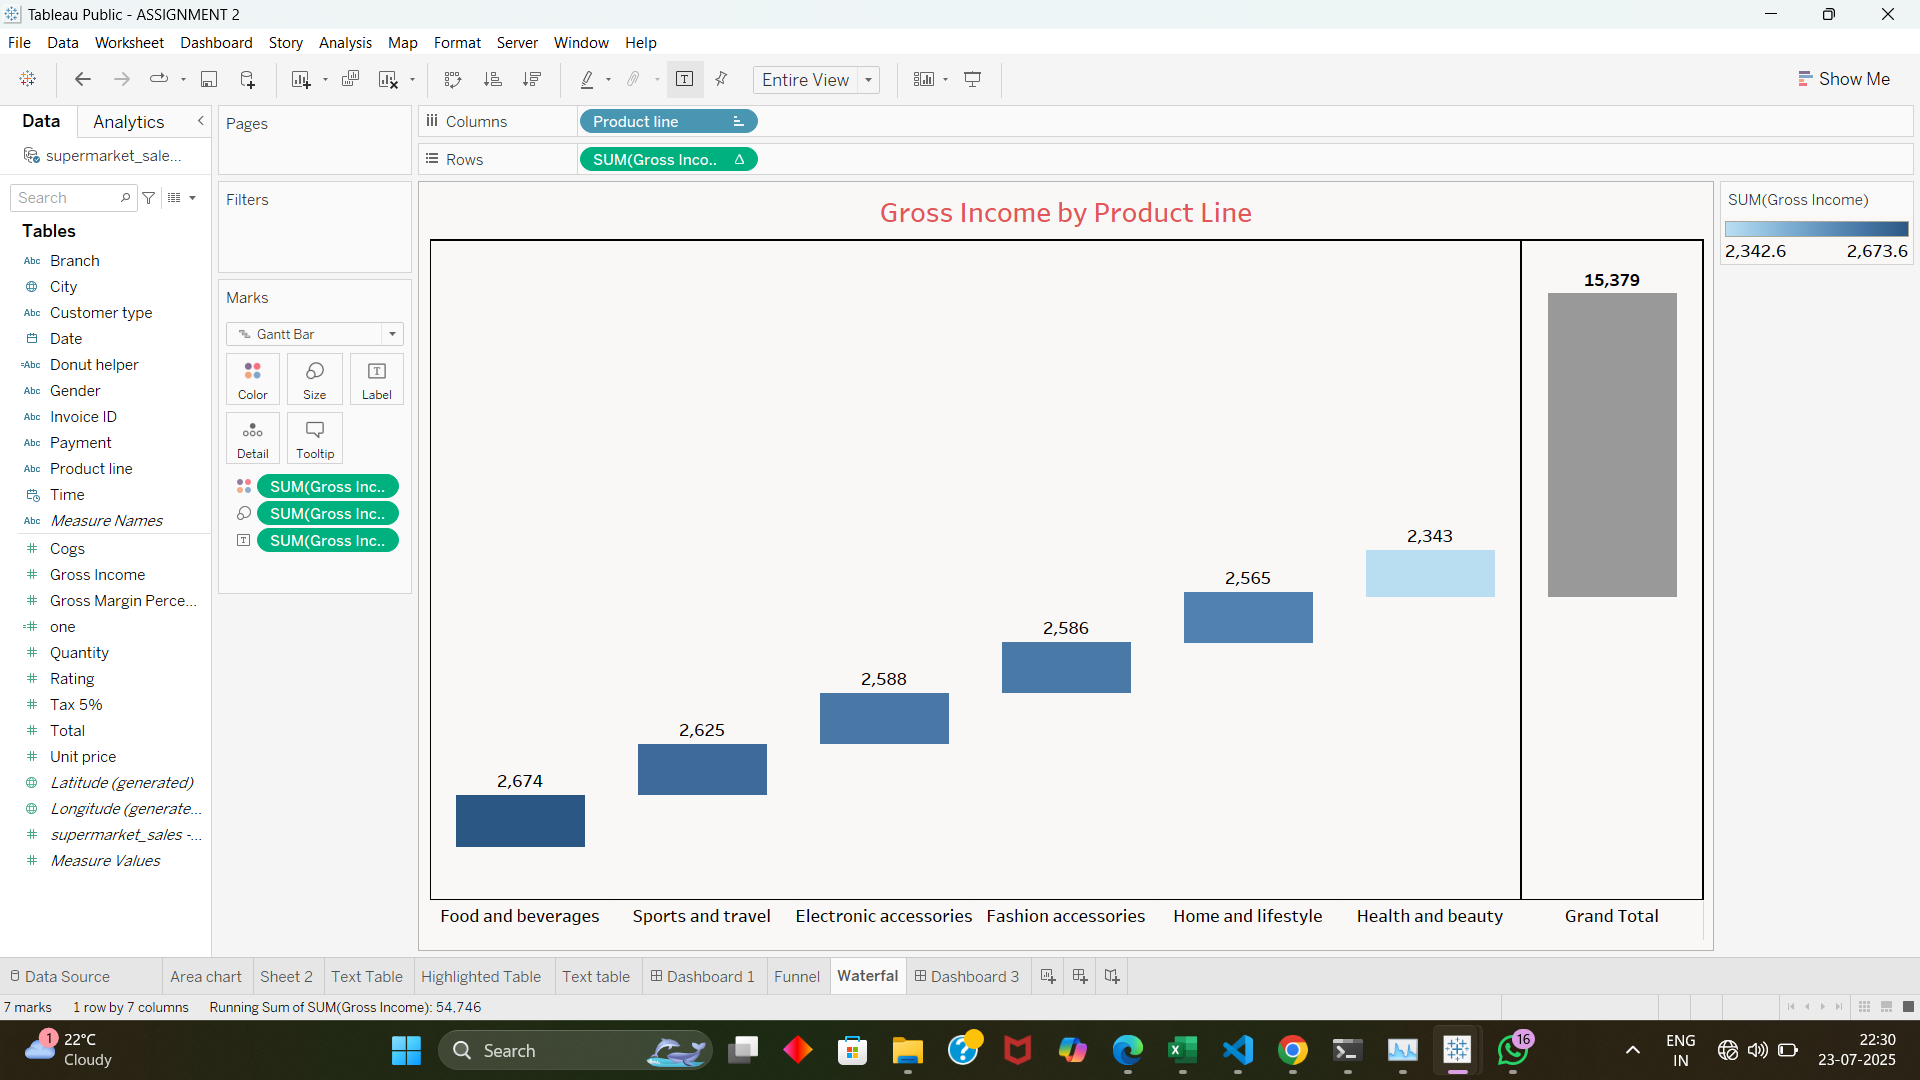 Tableau Public - ASSIGNMENT 2
File Data Worksheet Dashboard Story Analysis Map Format Server Window Help
Entire View
Show Me
Data Analytics
supermarket_sale...
Search
Tables
Abc Branch
City
Abc Customer type
Date
=Abc Donut helper
Abc Gender
Abc Invoice ID
Abc Payment
Abc Product line
Time
Abc Measure Names
# Cogs
# Gross Income
# Gross Margin Perce...
=# one
# Quantity
# Rating
# Tax 5%
# Total
# Unit price
Latitude (generated)
Longitude (generate...
# supermarket_sales -...
# Measure Values
Pages
Filters
Marks
Gantt Bar
Color Size Label
Detail Tooltip
SUM(Gross Inc..
SUM(Gross Inc..
SUM(Gross Inc..
Columns Product line
Rows SUM(Gross Inco.. Δ
Gross Income by Product Line
15,379
2,343
2,565
2,586
2,588
2,625
2,674
Food and beverages Sports and travel Electronic accessories Fashion accessories Home and lifestyle Health and beauty Grand Total
SUM(Gross Income)
2,342.6 2,673.6
Data Source Area chart Sheet 2 Text Table Highlighted Table Text table Dashboard 1 Funnel Waterfal Dashboard 3
7 marks 1 row by 7 columns Running Sum of SUM(Gross Income): 54,746
1 22°C
Cloudy
Search
16
ENG
IN
22:30
23-07-2025